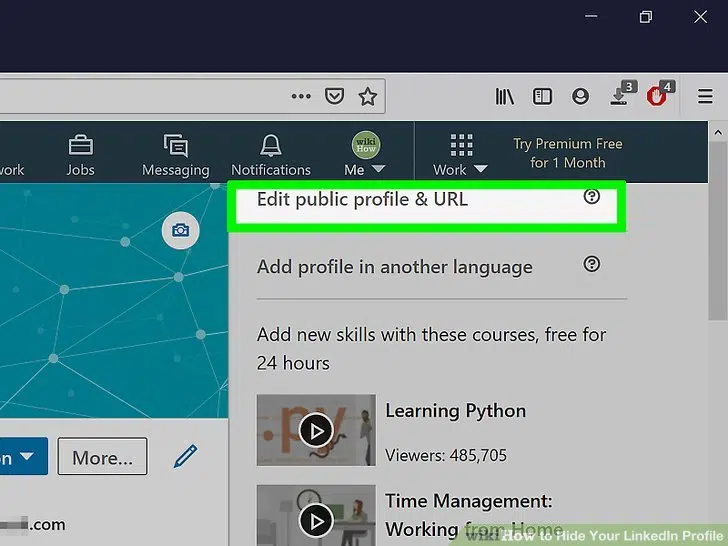 3
4
work
Jobs
Messaging
Notifications
wiki
How
Me
Work
Try Premium Free
for 1 Month
Edit public profile & URL
Add profile in another language
Add new skills with these courses, free for
24 hours
.py
Learning Python
Viewers: 485,705
More...
Time Management:
Working from Home
.com
wikiHow to Hide Your LinkedIn Profile